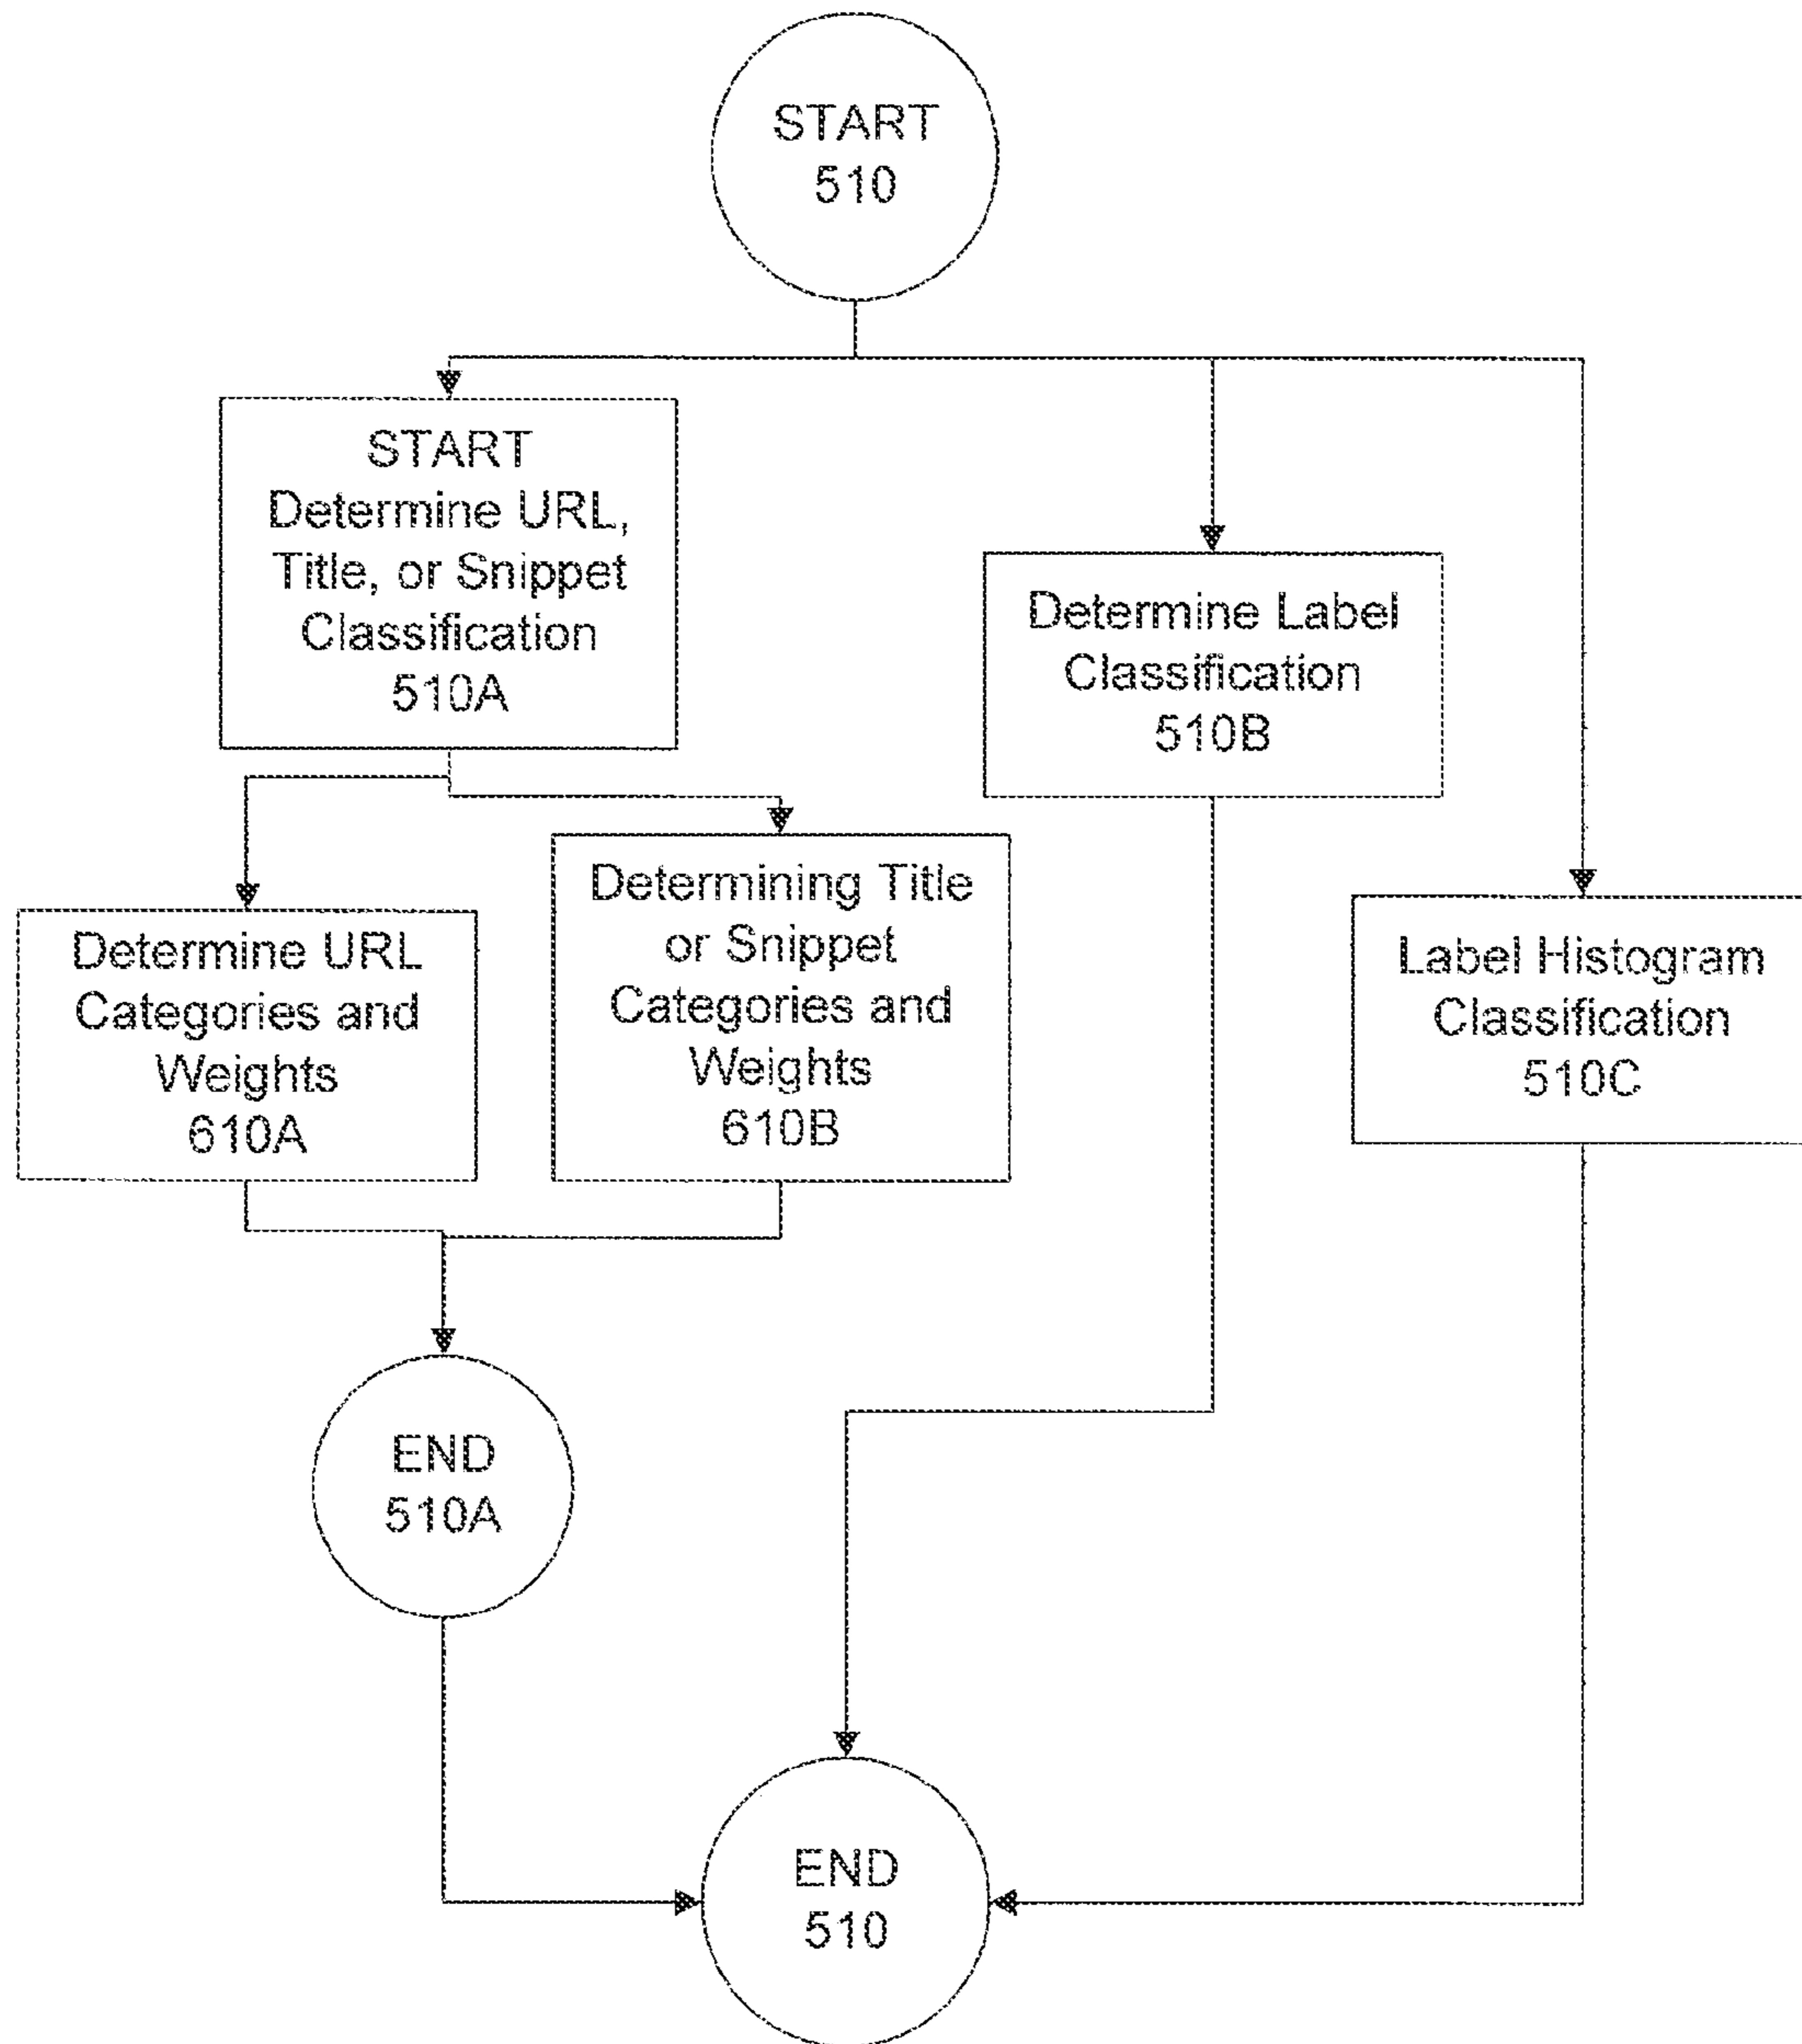 START
510
START
Determine URL,
Title, or Snippet
Classification
510A
Determine Label
Classification
510B
Determining Title
or Snippet
Categories and
Weights
610B
Determine URL
Categories and
Weights
610A
Label Histogram
Classification
510C
END
510A
END
510